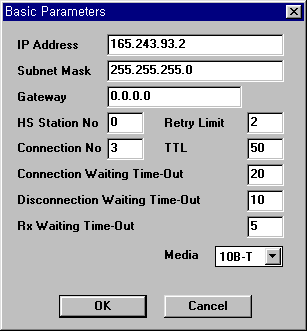 Basic Parameters
IP Address 165.243.93.2
Subnet Mask 255.255.255.0
Gateway 0.0.0.0
HS Station No 0 Retry Limit 2
Connection No 3 TTL 50
Connection Waiting Time-Out 20
Disconnection Waiting Time-Out 10
Rx Waiting Time-Out 5
Media 10B-T
OK Cancel